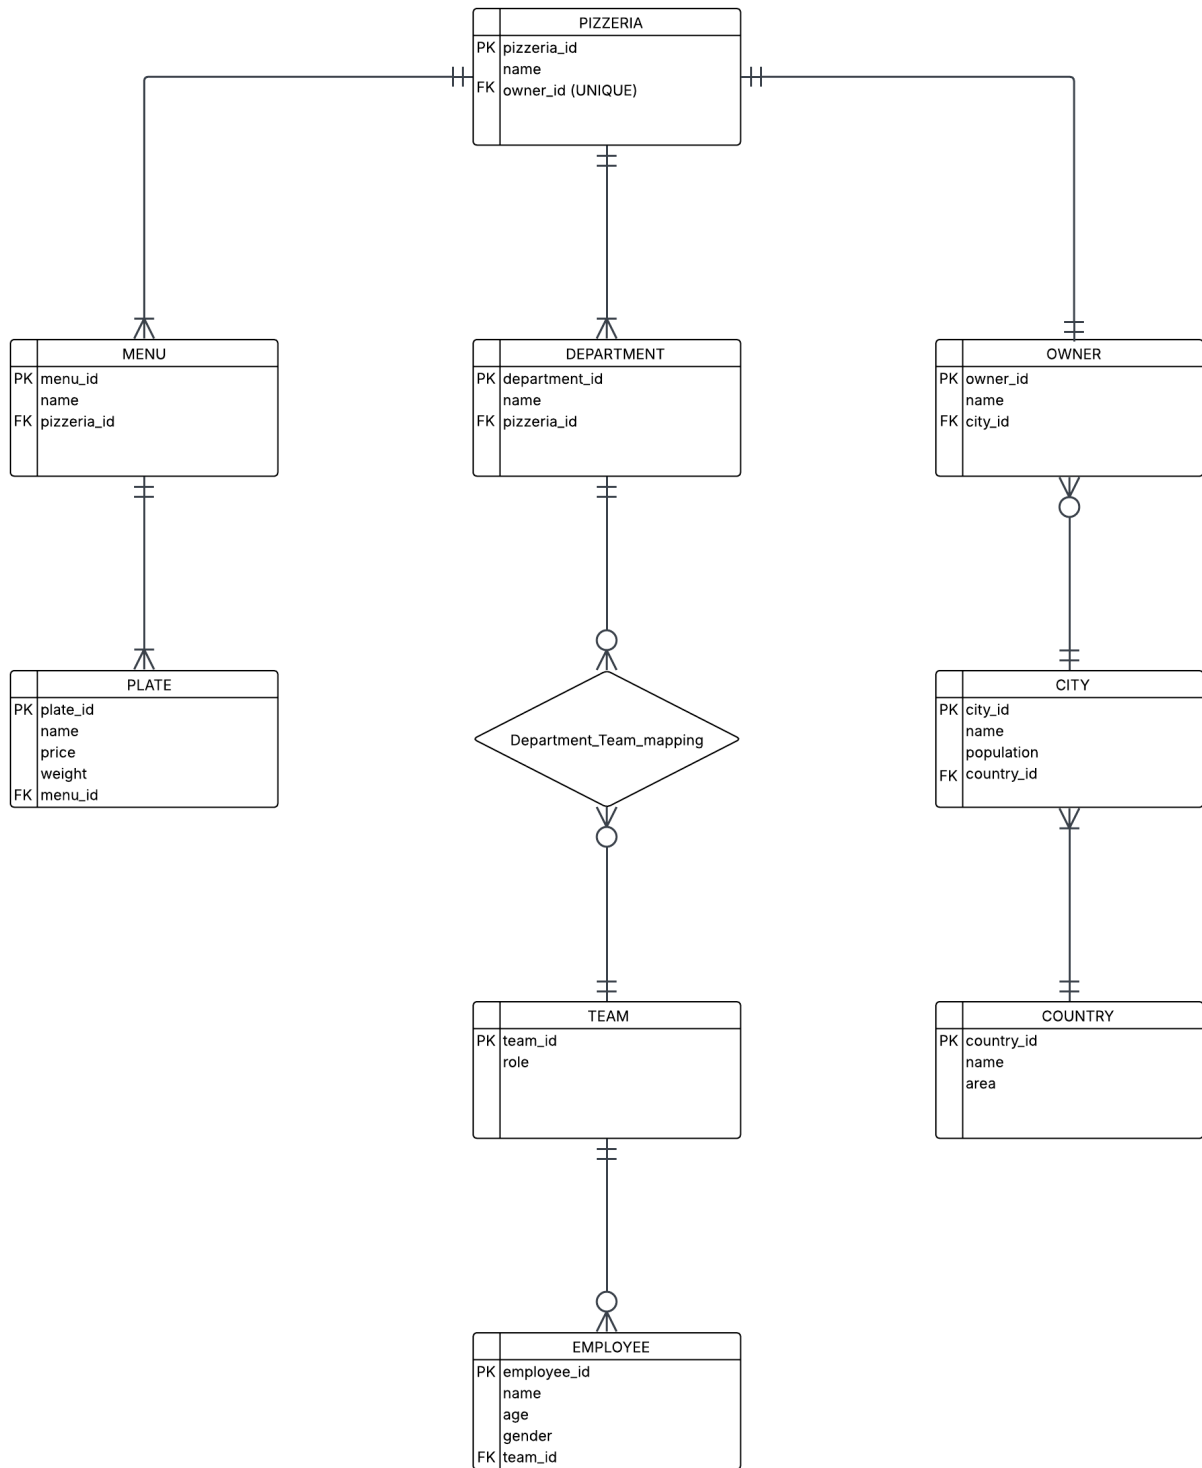 PIZZERIA
PK pizzeria_id
name
FK owner_id (UNIQUE)
MENU
PK menu_id
name
FK pizzeria_id
DEPARTMENT
PK department_id
name
FK pizzeria_id
OWNER
PK owner_id
name
FK city_id
PLATE
PK plate_id
name
price
weight
FK menu_id
Department_Team_mapping
CITY
PK city_id
name
population
FK country_id
TEAM
PK team_id
role
COUNTRY
PK country_id
name
area
EMPLOYEE
PK employee_id
name
age
gender
FK team_id